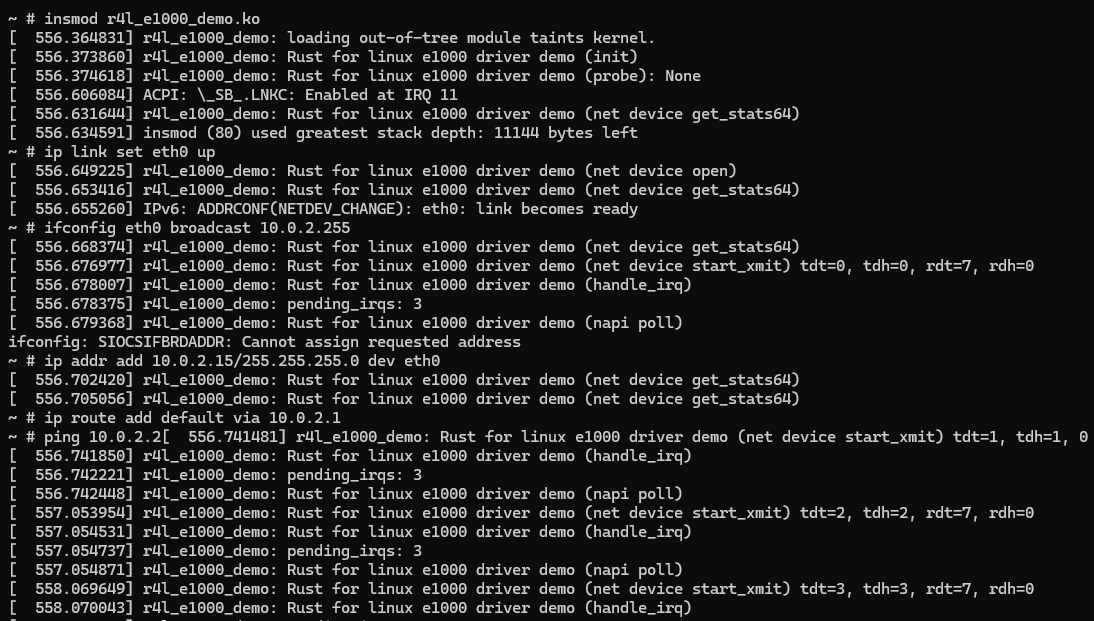 ~ # insmod r4l_e1000_demo.ko
[  556.364831] r4l_e1000_demo: loading out-of-tree module taints kernel.
[  556.373860] r4l_e1000_demo: Rust for linux e1000 driver demo (init)
[  556.374618] r4l_e1000_demo: Rust for linux e1000 driver demo (probe): None
[  556.606084] ACPI: \_SB_.LNKC: Enabled at IRQ 11
[  556.631644] r4l_e1000_demo: Rust for linux e1000 driver demo (net device get_stats64)
[  556.634591] insmod (80) used greatest stack depth: 11144 bytes left
~ # ip link set eth0 up
[  556.649225] r4l_e1000_demo: Rust for linux e1000 driver demo (net device open)
[  556.653416] r4l_e1000_demo: Rust for linux e1000 driver demo (net device get_stats64)
[  556.655260] IPv6: ADDRCONF(NETDEV_CHANGE): eth0: link becomes ready
~ # ifconfig eth0 broadcast 10.0.2.255
[  556.668374] r4l_e1000_demo: Rust for linux e1000 driver demo (net device get_stats64)
[  556.676977] r4l_e1000_demo: Rust for linux e1000 driver demo (net device start_xmit) tdt=0, tdh=0, rdt=7, rdh=0
[  556.678007] r4l_e1000_demo: Rust for linux e1000 driver demo (handle_irq)
[  556.678375] r4l_e1000_demo: pending_irqs: 3
[  556.679368] r4l_e1000_demo: Rust for linux e1000 driver demo (napi poll)
ifconfig: SIOCSIFBRDADDR: Cannot assign requested address
~ # ip addr add 10.0.2.15/255.255.255.0 dev eth0
[  556.702420] r4l_e1000_demo: Rust for linux e1000 driver demo (net device get_stats64)
[  556.705056] r4l_e1000_demo: Rust for linux e1000 driver demo (net device get_stats64)
~ # ip route add default via 10.0.2.1
~ # ping 10.0.2.2[  556.741481] r4l_e1000_demo: Rust for linux e1000 driver demo (net device start_xmit) tdt=1, tdh=1, 0
[  556.741850] r4l_e1000_demo: Rust for linux e1000 driver demo (handle_irq)
[  556.742221] r4l_e1000_demo: pending_irqs: 3
[  556.742448] r4l_e1000_demo: Rust for linux e1000 driver demo (napi poll)
[  557.053954] r4l_e1000_demo: Rust for linux e1000 driver demo (net device start_xmit) tdt=2, tdh=2, rdt=7, rdh=0
[  557.054531] r4l_e1000_demo: Rust for linux e1000 driver demo (handle_irq)
[  557.054737] r4l_e1000_demo: pending_irqs: 3
[  557.054871] r4l_e1000_demo: Rust for linux e1000 driver demo (napi poll)
[  558.069649] r4l_e1000_demo: Rust for linux e1000 driver demo (net device start_xmit) tdt=3, tdh=3, rdt=7, rdh=0
[  558.070043] r4l_e1000_demo: Rust for linux e1000 driver demo (handle_irq)